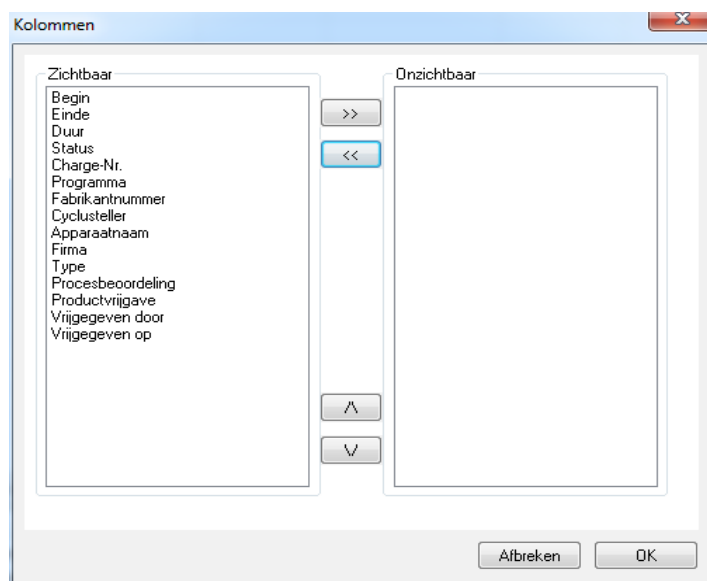 Kolommen
Zichtbaar
Begin
Einde
Duur
Status
Charge-Nr.
Programma
Fabrikantnummer
Cyclusteller
Apparaatnaam
Firma
Type
Procesbeoordeling
Productvrijgave
Vrijgegeven door
Vrijgegeven op
>>
<<
/\
\/
Onzichtbaar
Afbreken
OK